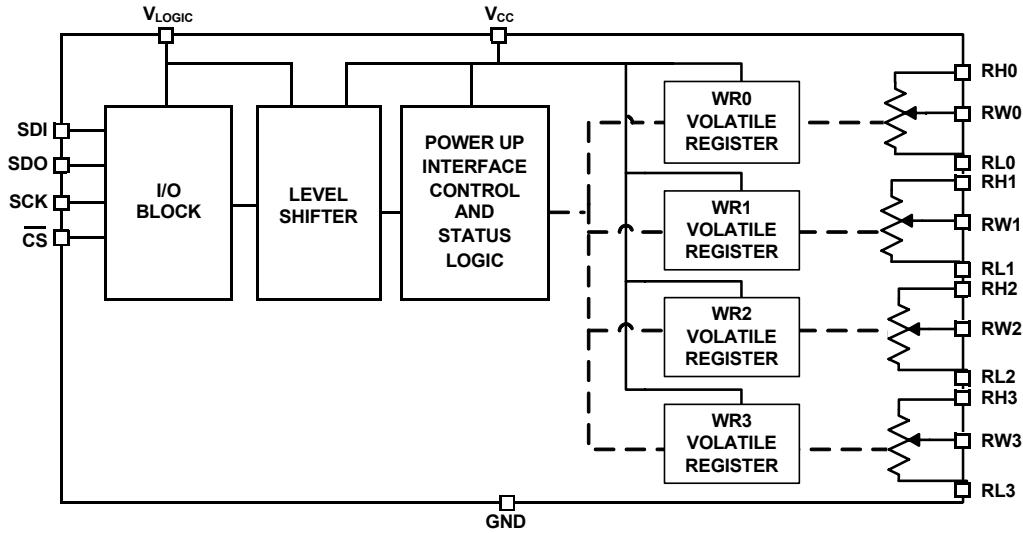 VLOGIC
VCC
SDI
SDO
SCK
CS
I/O
BLOCK
LEVEL
SHIFTER
POWER UP
INTERFACE
CONTROL
AND
STATUS
LOGIC
WR0
VOLATILE
REGISTER
WR1
VOLATILE
REGISTER
WR2
VOLATILE
REGISTER
WR3
VOLATILE
REGISTER
RH0
RW0
RL0
RH1
RW1
RL1
RH2
RW2
RL2
RH3
RW3
RL3
GND